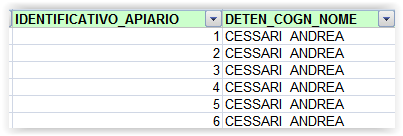 IDENTIFICATIVO_APIARIO DETEN_COGN_NOME
1 CESSARI ANDREA
2 CESSARI ANDREA
3 CESSARI ANDREA
4 CESSARI ANDREA
5 CESSARI ANDREA
6 CESSARI ANDREA